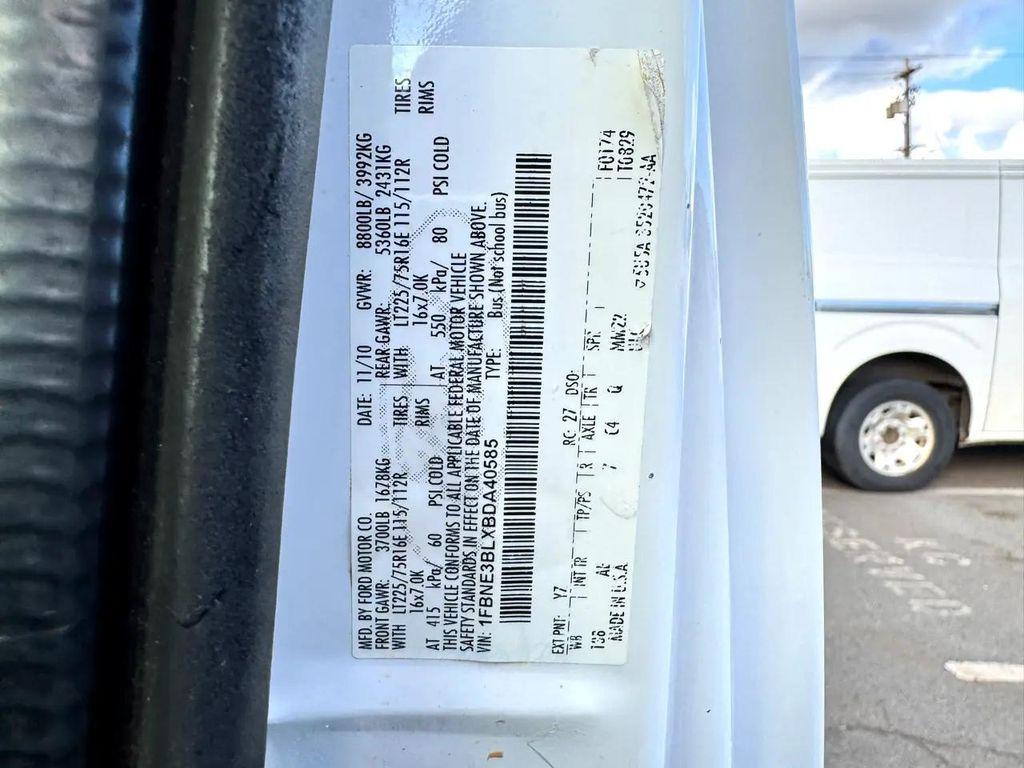 MFD. BY FORD MOTOR CO. DATE: 11/10 GVWR: 8800LB/ 3992KG
FRONT GAWR: 3700LB 1678KG REAR GAWR: 5360LB 2431KG
WITH LT225/75R16E 115/112R TIRES WITH LT225/75R16E 115/112R TIRES
16x7.0K RIMS 16x7.0K RIMS
AT 415 kPa/ 60 PSI COLD AT 550 kPa/ 80 PSI COLD
THIS VEHICLE CONFORMS TO ALL APPLICABLE FEDERAL MOTOR VEHICLE
SAFETY STANDARDS IN EFFECT ON THE DATE OF MANUFACTURE SHOWN ABOVE.
VIN: 1FBNE3BLXBDA40585 TYPE: Bus (Not school bus)
EXT PNT: YZ RC: 27 DSO: F0174
WB INT TR TP/PS R AXLE TR SPR T0829
138 AE 7 C4 Q
MADE IN U.S.A.